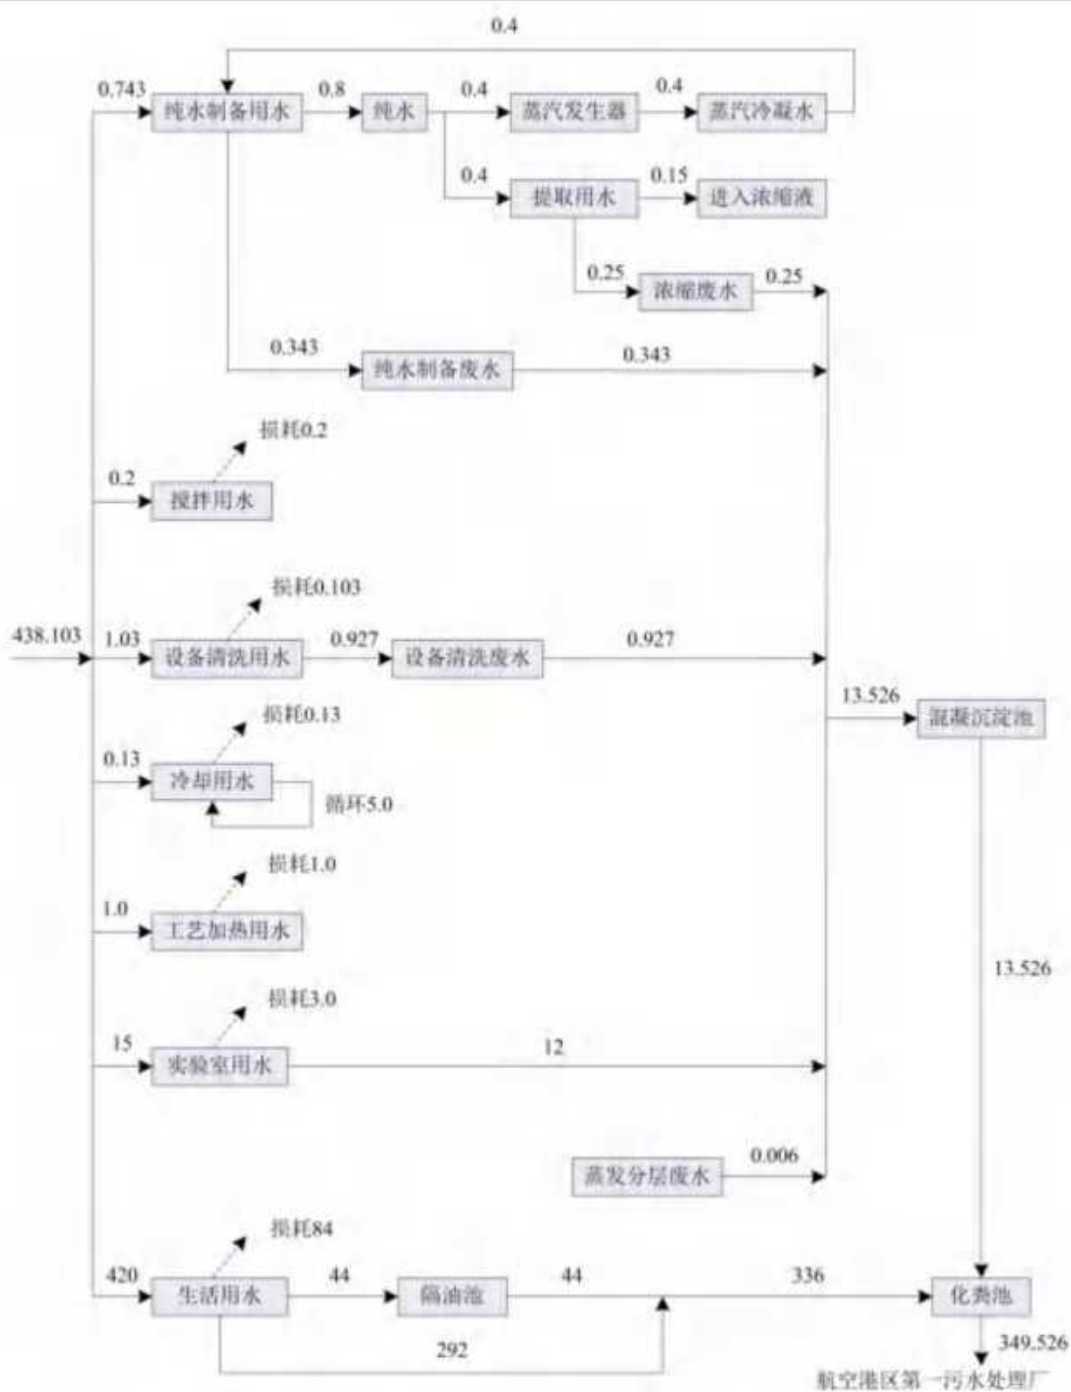 0.4
0.743
纯水制备用水
0.8
纯水
0.4
蒸汽发生器
0.4
蒸汽冷凝水
0.4
提取用水
0.15
进入浓缩液
0.25
浓缩废水
0.25
0.343
纯水制备废水
0.343
损耗0.2
0.2
搅拌用水
损耗0.103
438.103
1.03
设备清洗用水
0.927
设备清洗废水
0.927
损耗0.13
13.526
混凝沉淀池
0.13
冷却用水
循环5.0
损耗1.0
1.0
工艺加热用水
13.526
损耗3.0
15
实验室用水
12
蒸发分层废水
0.006
损耗84
420
生活用水
44
隔油池
44
336
化粪池
292
349.526
航空港区第一污水处理厂